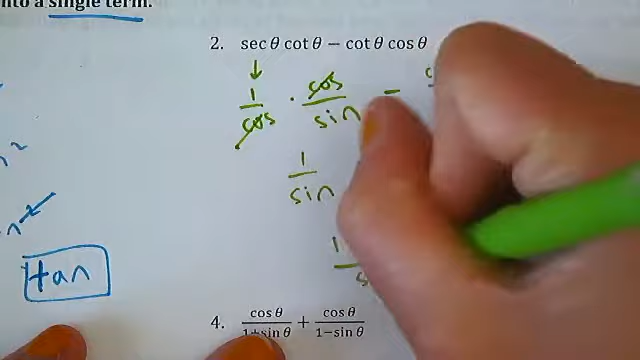 nto a single term.
2. sec θ cot θ − cot θ cos θ
1/cos · cos/sin −
1/sin
tan
4. cos θ/1+sin θ + cos θ/1−sin θ